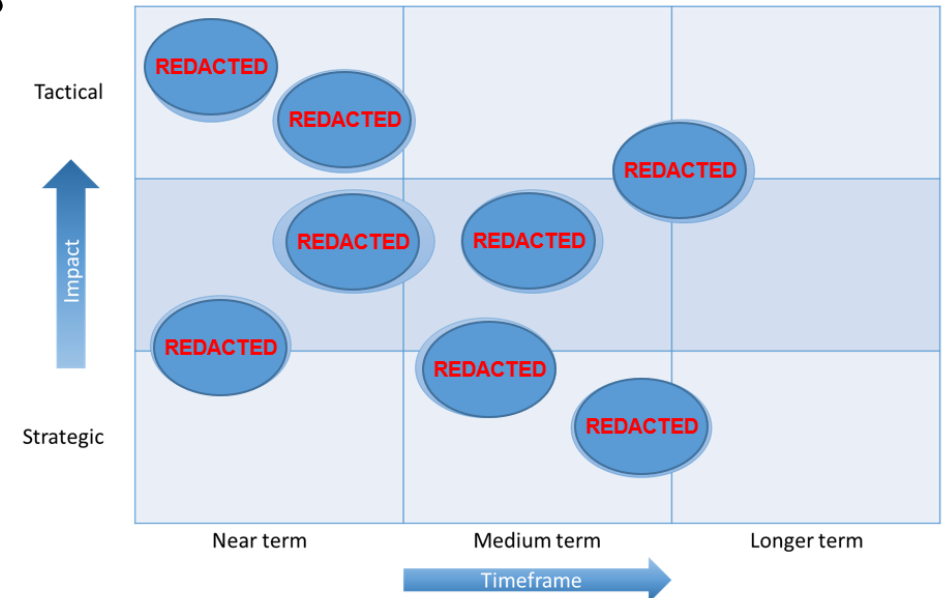 REDACTED
Tactical
REDACTED
REDACTED
REDACTED
REDACTED
Impact
REDACTED
REDACTED
REDACTED
Strategic
Near term
Medium term
Longer term
Timeframe